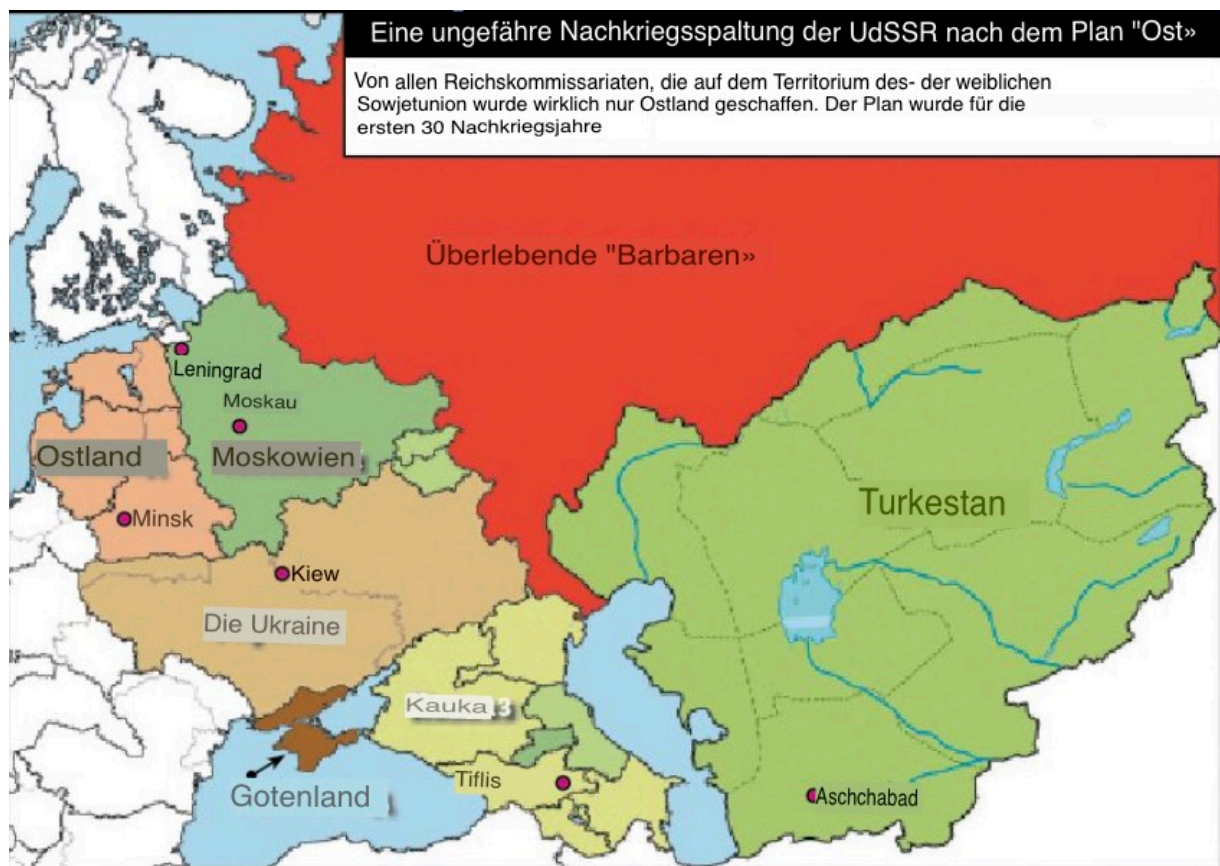 Eine ungefähre Nachkriegsspaltung der UdSSR nach dem Plan "Ost»
Von allen Reichskommissariaten, die auf dem Territorium des- der weiblichen
Sowjetunion wurde wirklich nur Ostland geschaffen. Der Plan wurde für die
ersten 30 Nachkriegsjahre
Überlebende "Barbaren»
Leningrad
Moskau
Ostland
Moskowien
Turkestan
Minsk
Kiew
Die Ukraine
Kauka 3
Tiflis
Gotenland
Aschchabad